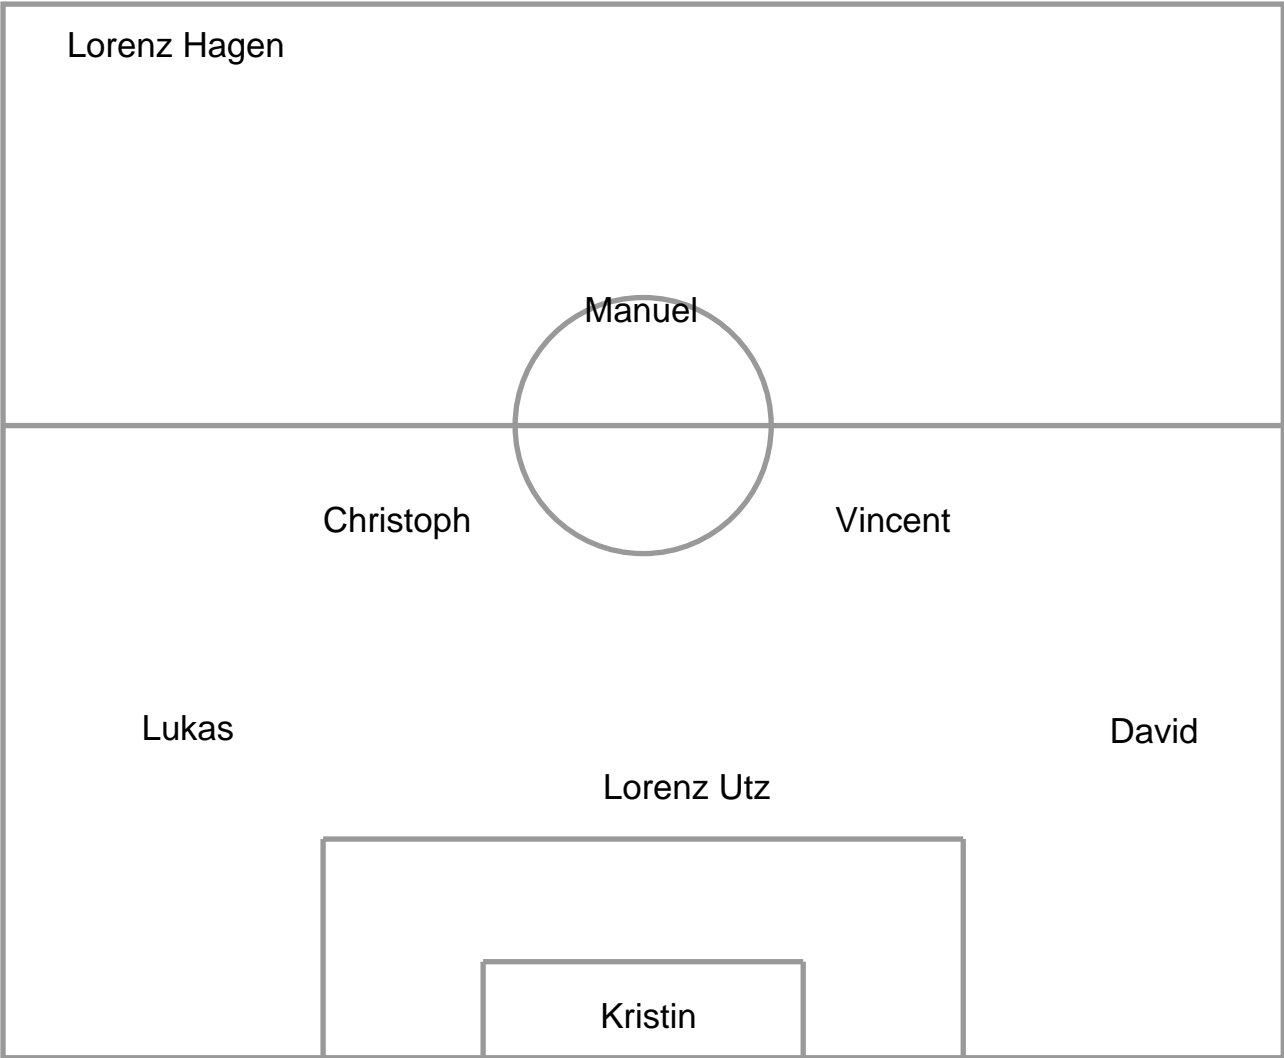 Lorenz Hagen
Manuel
Christoph Vincent
Lukas David
Lorenz Utz
Kristin